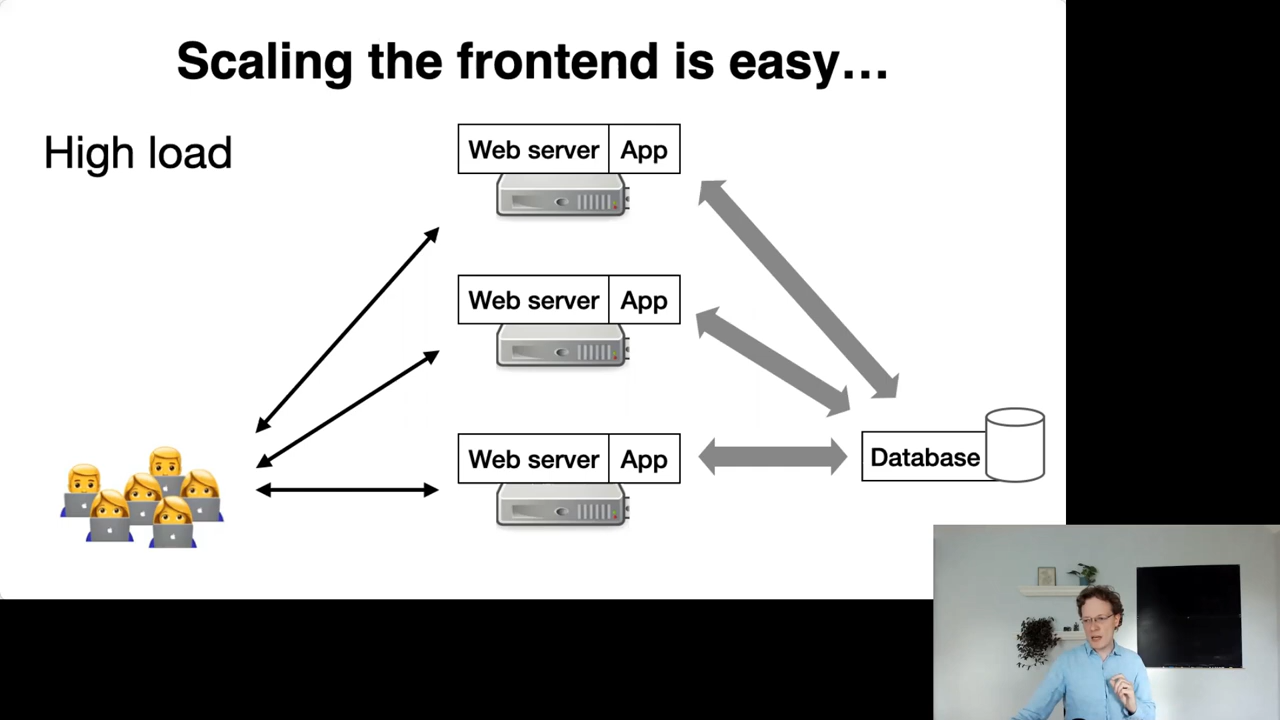 Scaling the frontend is easy…
High load
Web server App
Web server App
Web server App
Database